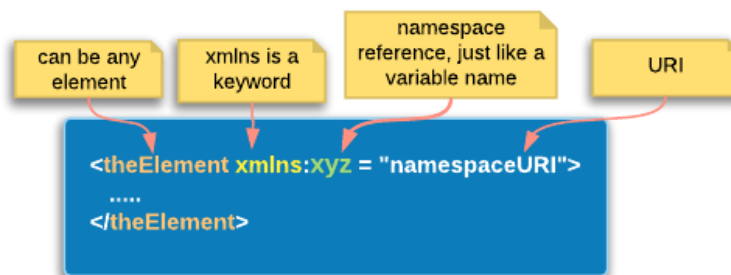 can be any
element
xmlns is a
keyword
namespace
reference, just like a
variable name
URI
<theElement xmlns:xyz = "namespaceURI">
.....
</theElement>